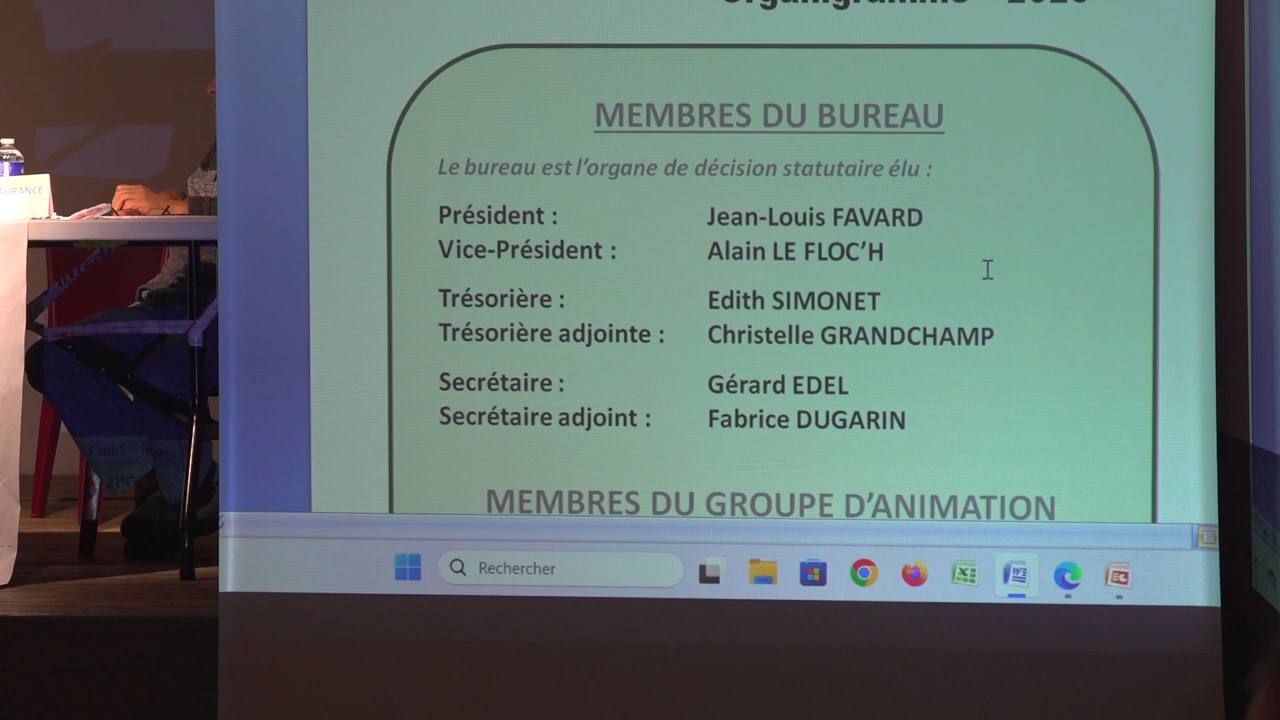 MEMBRES DU BUREAU
Le bureau est l'organe de décision statutaire élu :
Président : Jean-Louis FAVARD
Vice-Président : Alain LE FLOC'H
Trésorière : Edith SIMONET
Trésorière adjointe : Christelle GRANDCHAMP
Secrétaire : Gérard EDEL
Secrétaire adjoint : Fabrice DUGARIN
MEMBRES DU GROUPE D'ANIMATION
Rechercher